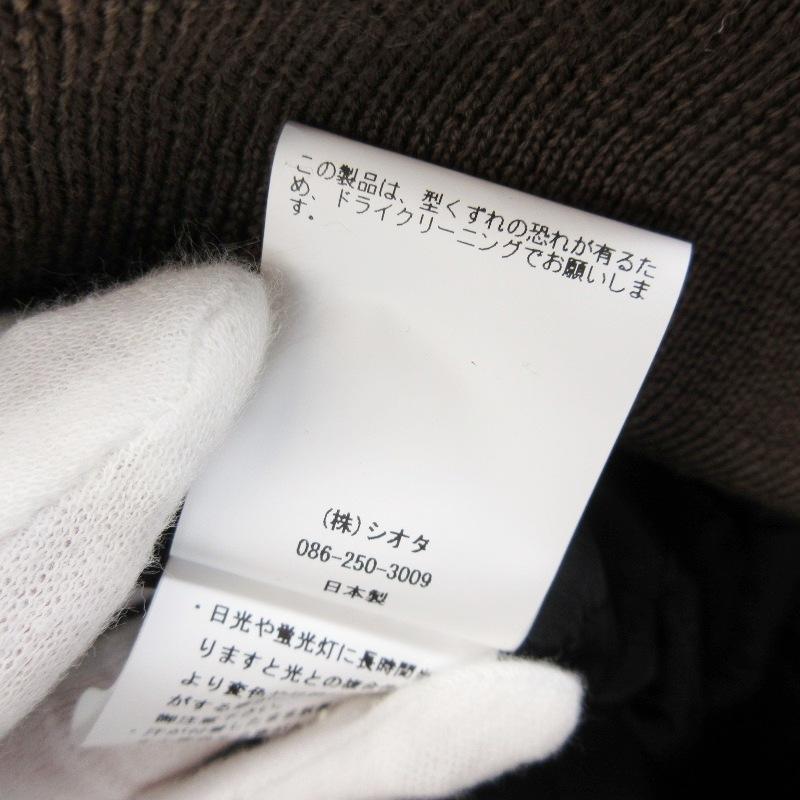 この製品は、型くずれの恐れが有るた
め、ドライクリーニングでお願いしま
す。
(株)シオタ
086-250-3009
日本製
・日光や蛍光灯に長時間
りますと光との
より変色
がする